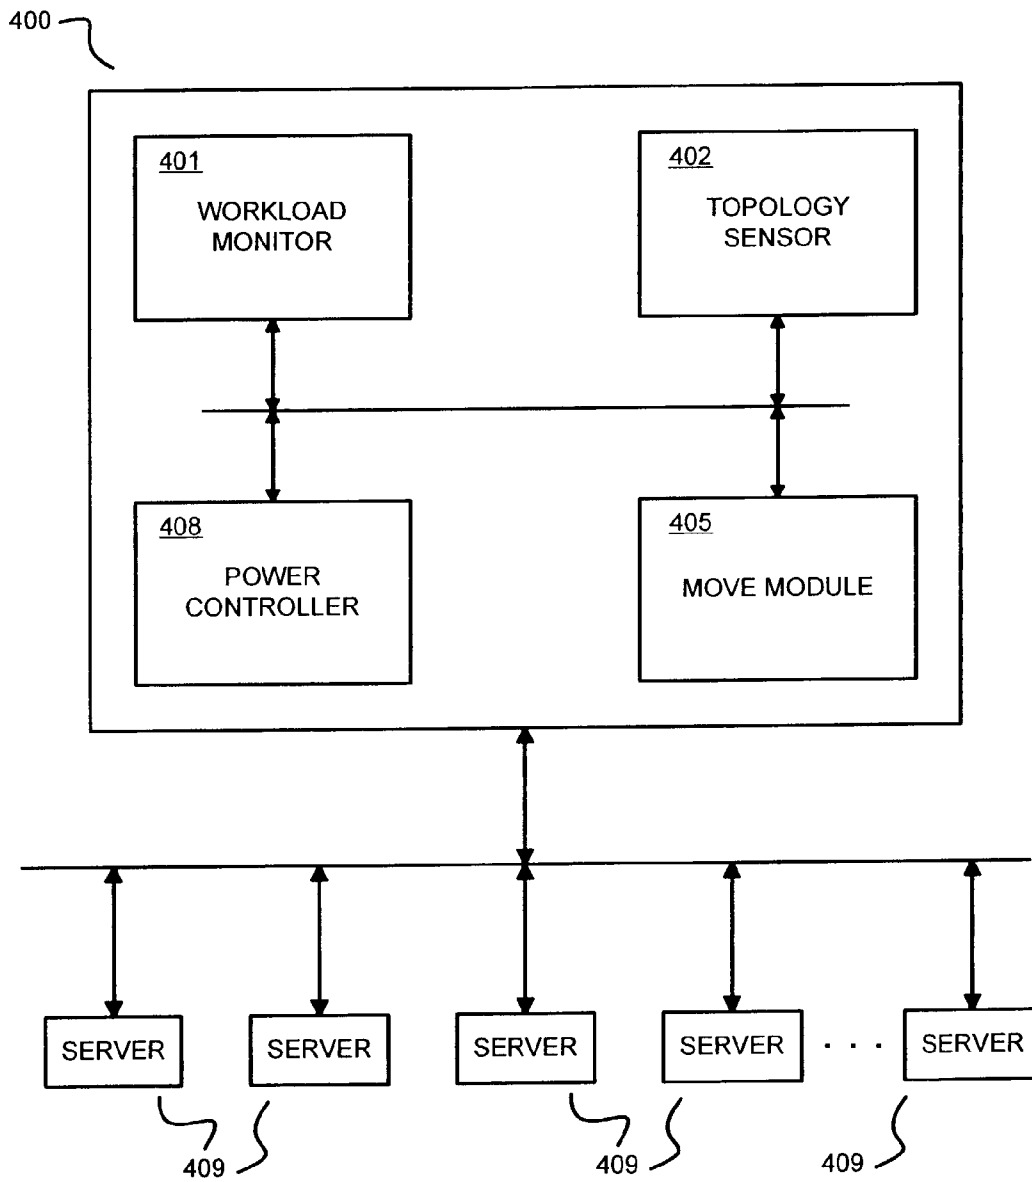 400
401
WORKLOAD
MONITOR
402
TOPOLOGY
SENSOR
408
POWER
CONTROLLER
405
MOVE MODULE
SERVER
SERVER
SERVER
SERVER
. . .
SERVER
409
409
409